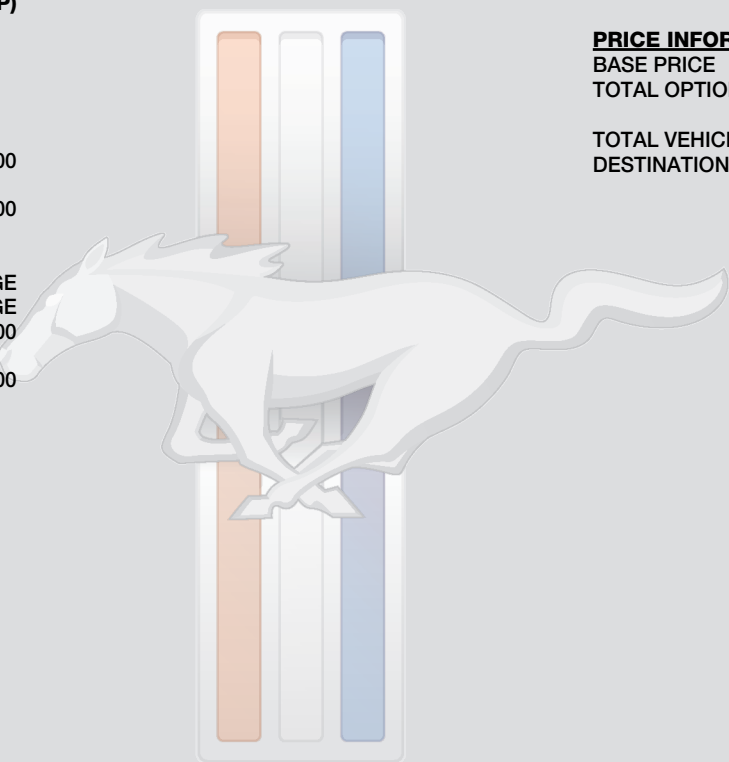 P)
00
00
GE
GE
00
00
PRICE INFOR
BASE PRICE
TOTAL OPTIO
TOTAL VEHIC
DESTINATION